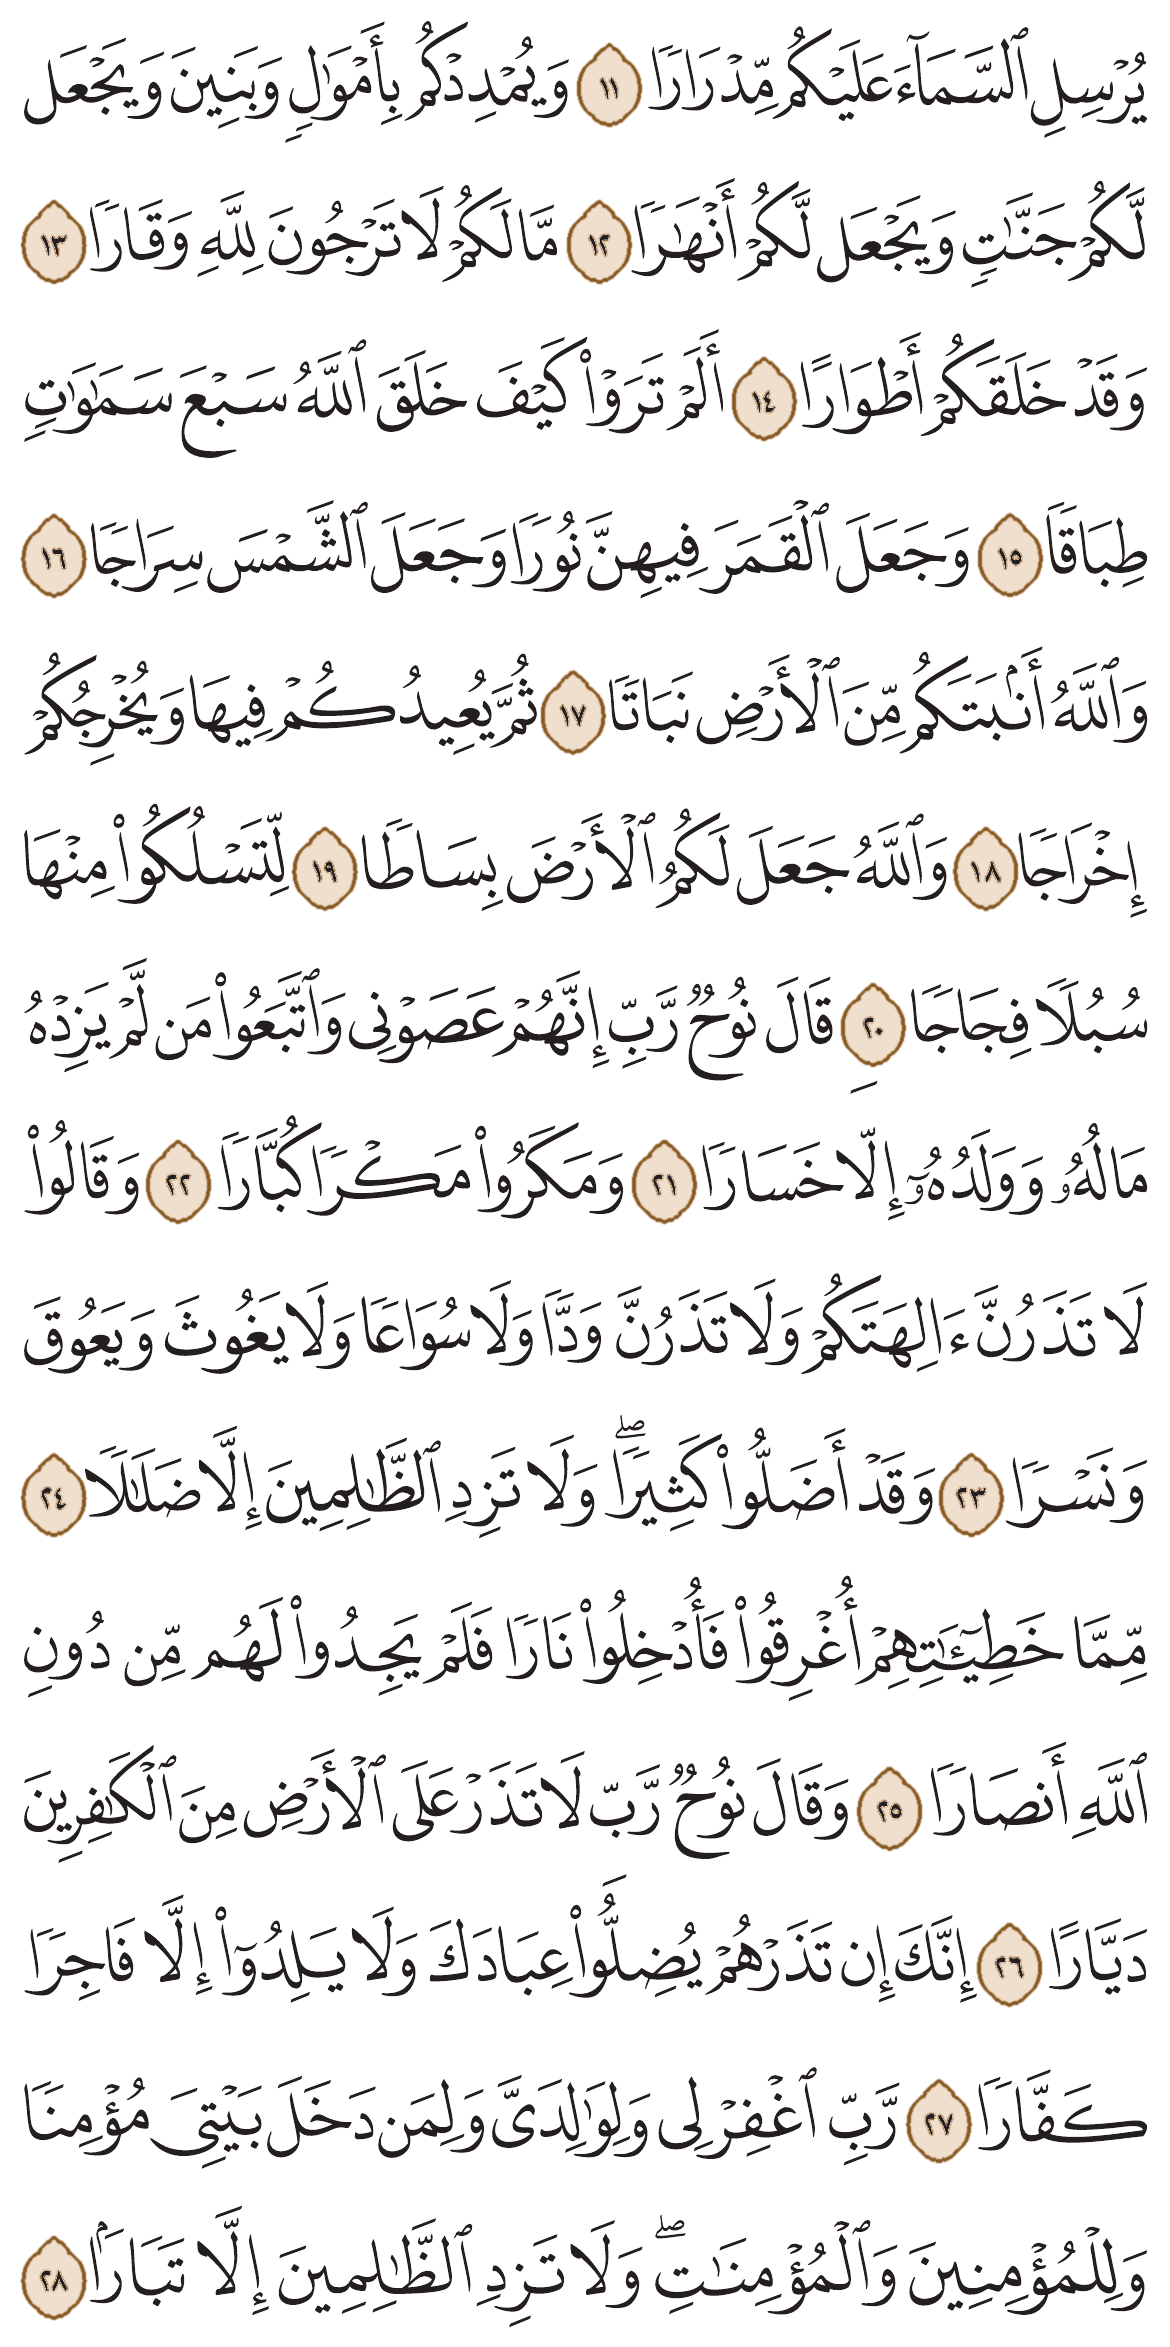 يُرْسِلِ ٱلسَّمَآءَ عَلَيْكُم مِّدْرَارًا ١١ وَيُمْدِدْكُم بِأَمْوَٰلٍ وَبَنِينَ وَيَجْعَل
لَّكُمْ جَنَّٰتٍ وَيَجْعَل لَّكُمْ أَنْهَٰرًا ١٢ مَّا لَكُمْ لَا تَرْجُونَ لِلَّهِ وَقَارًا ١٣
وَقَدْ خَلَقَكُمْ أَطْوَارًا ١٤ أَلَمْ تَرَوْا۟ كَيْفَ خَلَقَ ٱللَّهُ سَبْعَ سَمَٰوَٰتٍ
طِبَاقًا ١٥ وَجَعَلَ ٱلْقَمَرَ فِيهِنَّ نُورًا وَجَعَلَ ٱلشَّمْسَ سِرَاجًا ١٦
وَٱللَّهُ أَنۢبَتَكُم مِّنَ ٱلْأَرْضِ نَبَاتًا ١٧ ثُمَّ يُعِيدُكُمْ فِيهَا وَيُخْرِجُكُمْ
إِخْرَاجًا ١٨ وَٱللَّهُ جَعَلَ لَكُمُ ٱلْأَرْضَ بِسَاطًا ١٩ لِّتَسْلُكُوا۟ مِنْهَا
سُبُلًا فِجَاجًا ٢٠ قَالَ نُوحٌ رَّبِّ إِنَّهُمْ عَصَوْنِى وَٱتَّبَعُوا۟ مَن لَّمْ يَزِدْهُ
مَالُهُۥ وَوَلَدُهُۥٓ إِلَّا خَسَارًا ٢١ وَمَكَرُوا۟ مَكْرًا كُبَّارًا ٢٢ وَقَالُوا۟
لَا تَذَرُنَّ ءَالِهَتَكُمْ وَلَا تَذَرُنَّ وَدًّا وَلَا سُوَاعًا وَلَا يَغُوثَ وَيَعُوقَ
وَنَسْرًا ٢٣ وَقَدْ أَضَلُّوا۟ كَثِيرًا ۖ وَلَا تَزِدِ ٱلظَّٰلِمِينَ إِلَّا ضَلَٰلًا ٢٤
مِّمَّا خَطِيٓـَٰٔتِهِمْ أُغْرِقُوا۟ فَأُدْخِلُوا۟ نَارًا فَلَمْ يَجِدُوا۟ لَهُم مِّن دُونِ
ٱللَّهِ أَنصَارًا ٢٥ وَقَالَ نُوحٌ رَّبِّ لَا تَذَرْ عَلَى ٱلْأَرْضِ مِنَ ٱلْكَٰفِرِينَ
دَيَّارًا ٢٦ إِنَّكَ إِن تَذَرْهُمْ يُضِلُّوا۟ عِبَادَكَ وَلَا يَلِدُوٓا۟ إِلَّا فَاجِرًا
كَفَّارًا ٢٧ رَّبِّ ٱغْفِرْ لِى وَلِوَٰلِدَىَّ وَلِمَن دَخَلَ بَيْتِىَ مُؤْمِنًا
وَلِلْمُؤْمِنِينَ وَٱلْمُؤْمِنَٰتِ ۖ وَلَا تَزِدِ ٱلظَّٰلِمِينَ إِلَّا تَبَارًۢا ٢٨